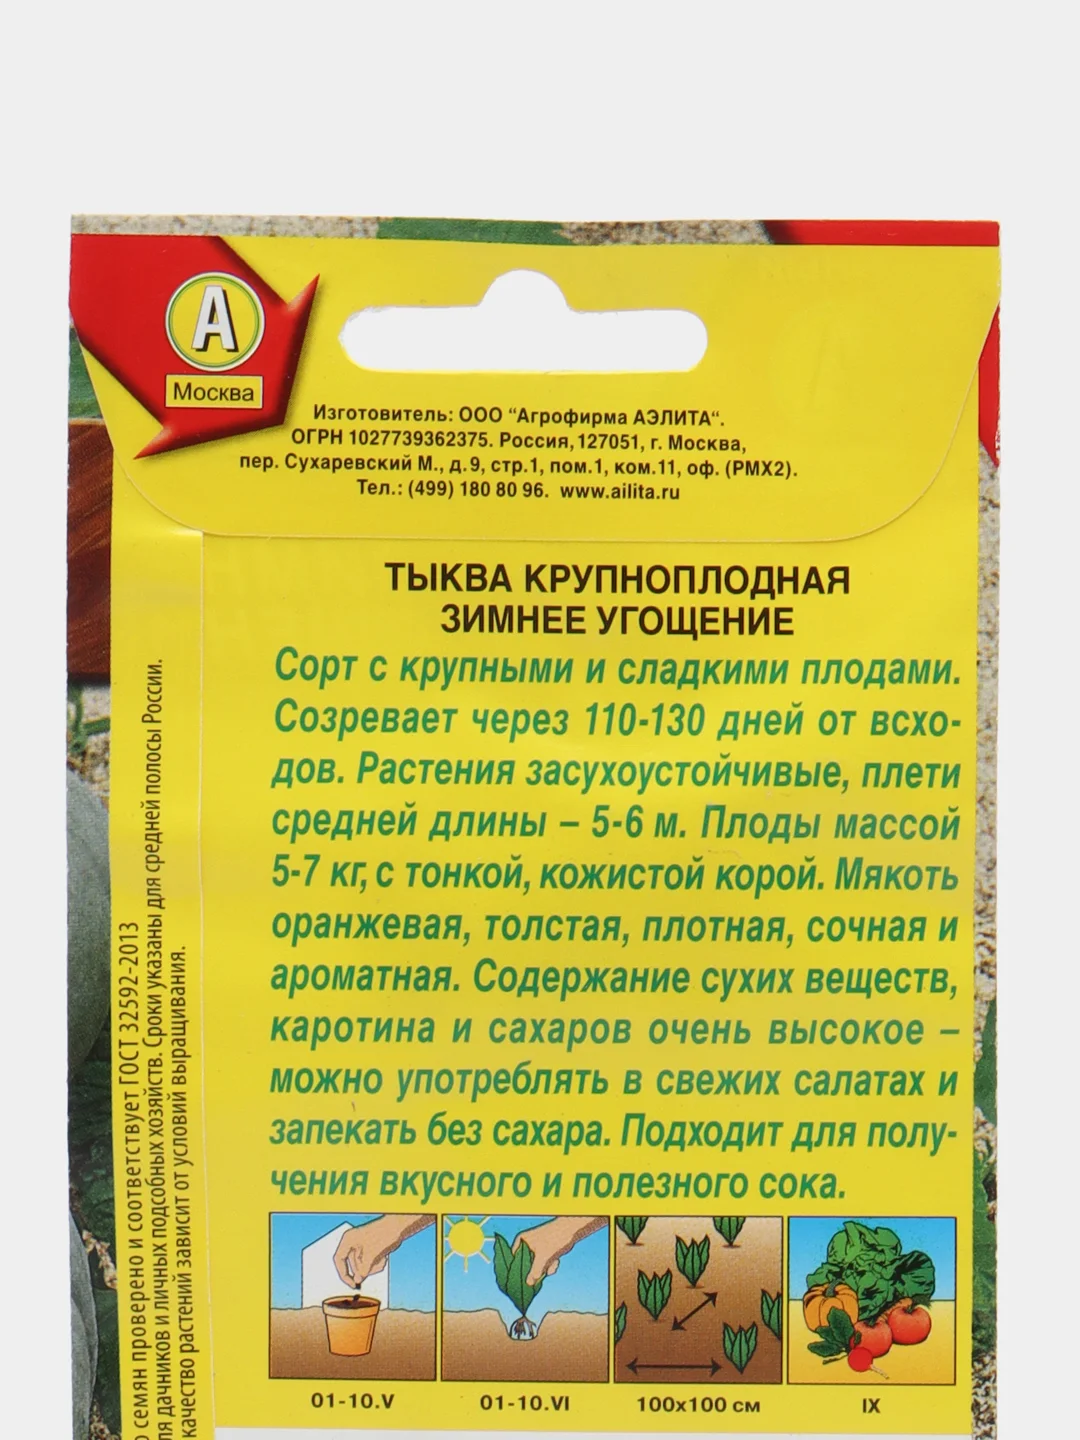 А
Москва
Изготовитель: ООО “Агрофирма АЭЛИТА“.
ОГРН 1027739362375. Россия, 127051, г. Москва,
пер. Сухаревский М., д.9, стр.1, пом.1, ком.11, оф. (РМХ2).
Тел.: (499) 180 80 96. www.ailita.ru
ТЫКВА КРУПНОПЛОДНАЯ
ЗИМНЕЕ УГОЩЕНИЕ
Сорт с крупными и сладкими плодами.
Созревает через 110-130 дней от всхо-
дов. Растения засухоустойчивые, плети
средней длины – 5-6 м. Плоды массой
5-7 кг, с тонкой, кожистой корой. Мякоть
оранжевая, толстая, плотная, сочная и
ароматная. Содержание сухих веществ,
каротина и сахаров очень высокое –
можно употреблять в свежих салатах и
запекать без сахара. Подходит для полу-
чения вкусного и полезного сока.
01-10.V
01-10.VI
100x100 см
IX
о семян проверено и соответствует ГОСТ 32592-2013
ля дачников и личных подсобных хозяйств. Сроки указаны для средней полосы России.
качество растений зависит от условий выращивания.